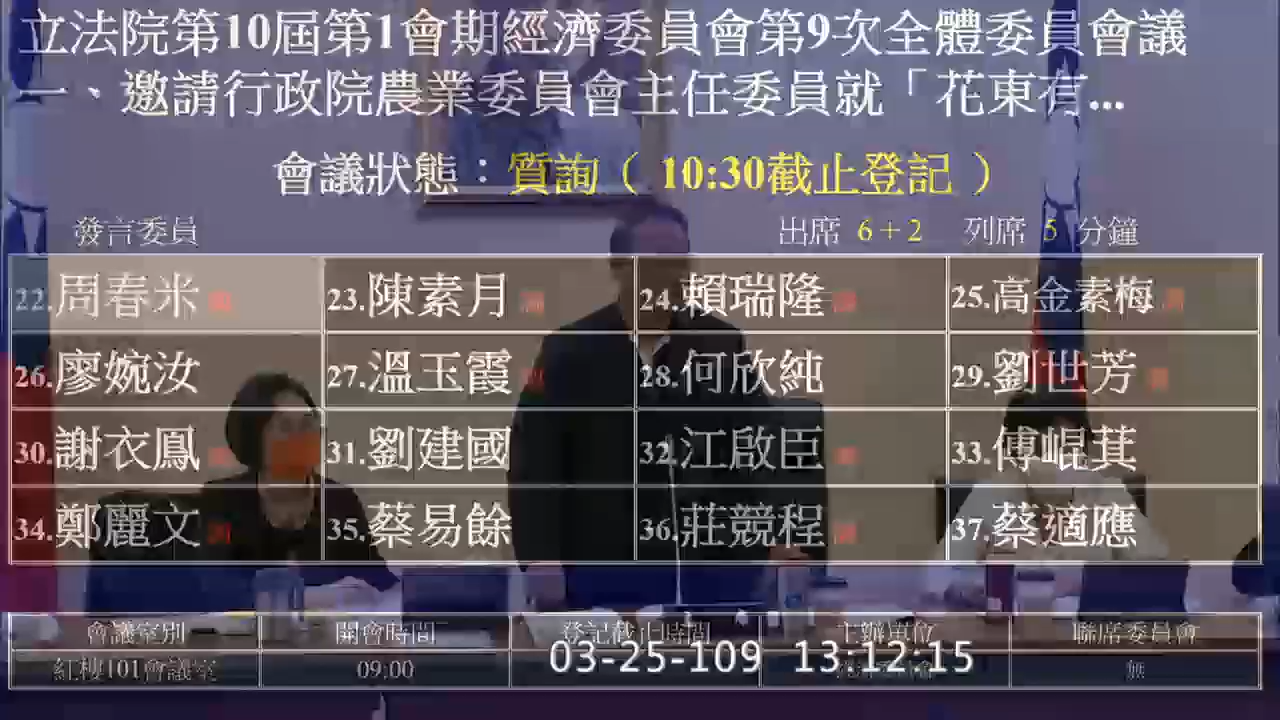 立法院第10屆第1會期經濟委員會第9次全體委員會議
一、邀請行政院農業委員會主任委員就「花東有...
會議狀態：質詢（ 10:30截止登記 ）
發言委員 出席 6+2 列席 5 分鐘
22.周春米 23.陳素月 24.賴瑞隆 25.高金素梅
26.廖婉汝 27.溫玉霞 28.何欣純 29.劉世芳
30.謝衣鳳 31.劉建國 32.江啟臣 33.傅崐萁
34.鄭麗文 35.蔡易餘 36.莊競程 37.蔡適應
會議室別 開會時間 登記截止時間 主辦單位 聯席委員會
紅樓101會議室 09:00 無
03-25-109 13:12:15